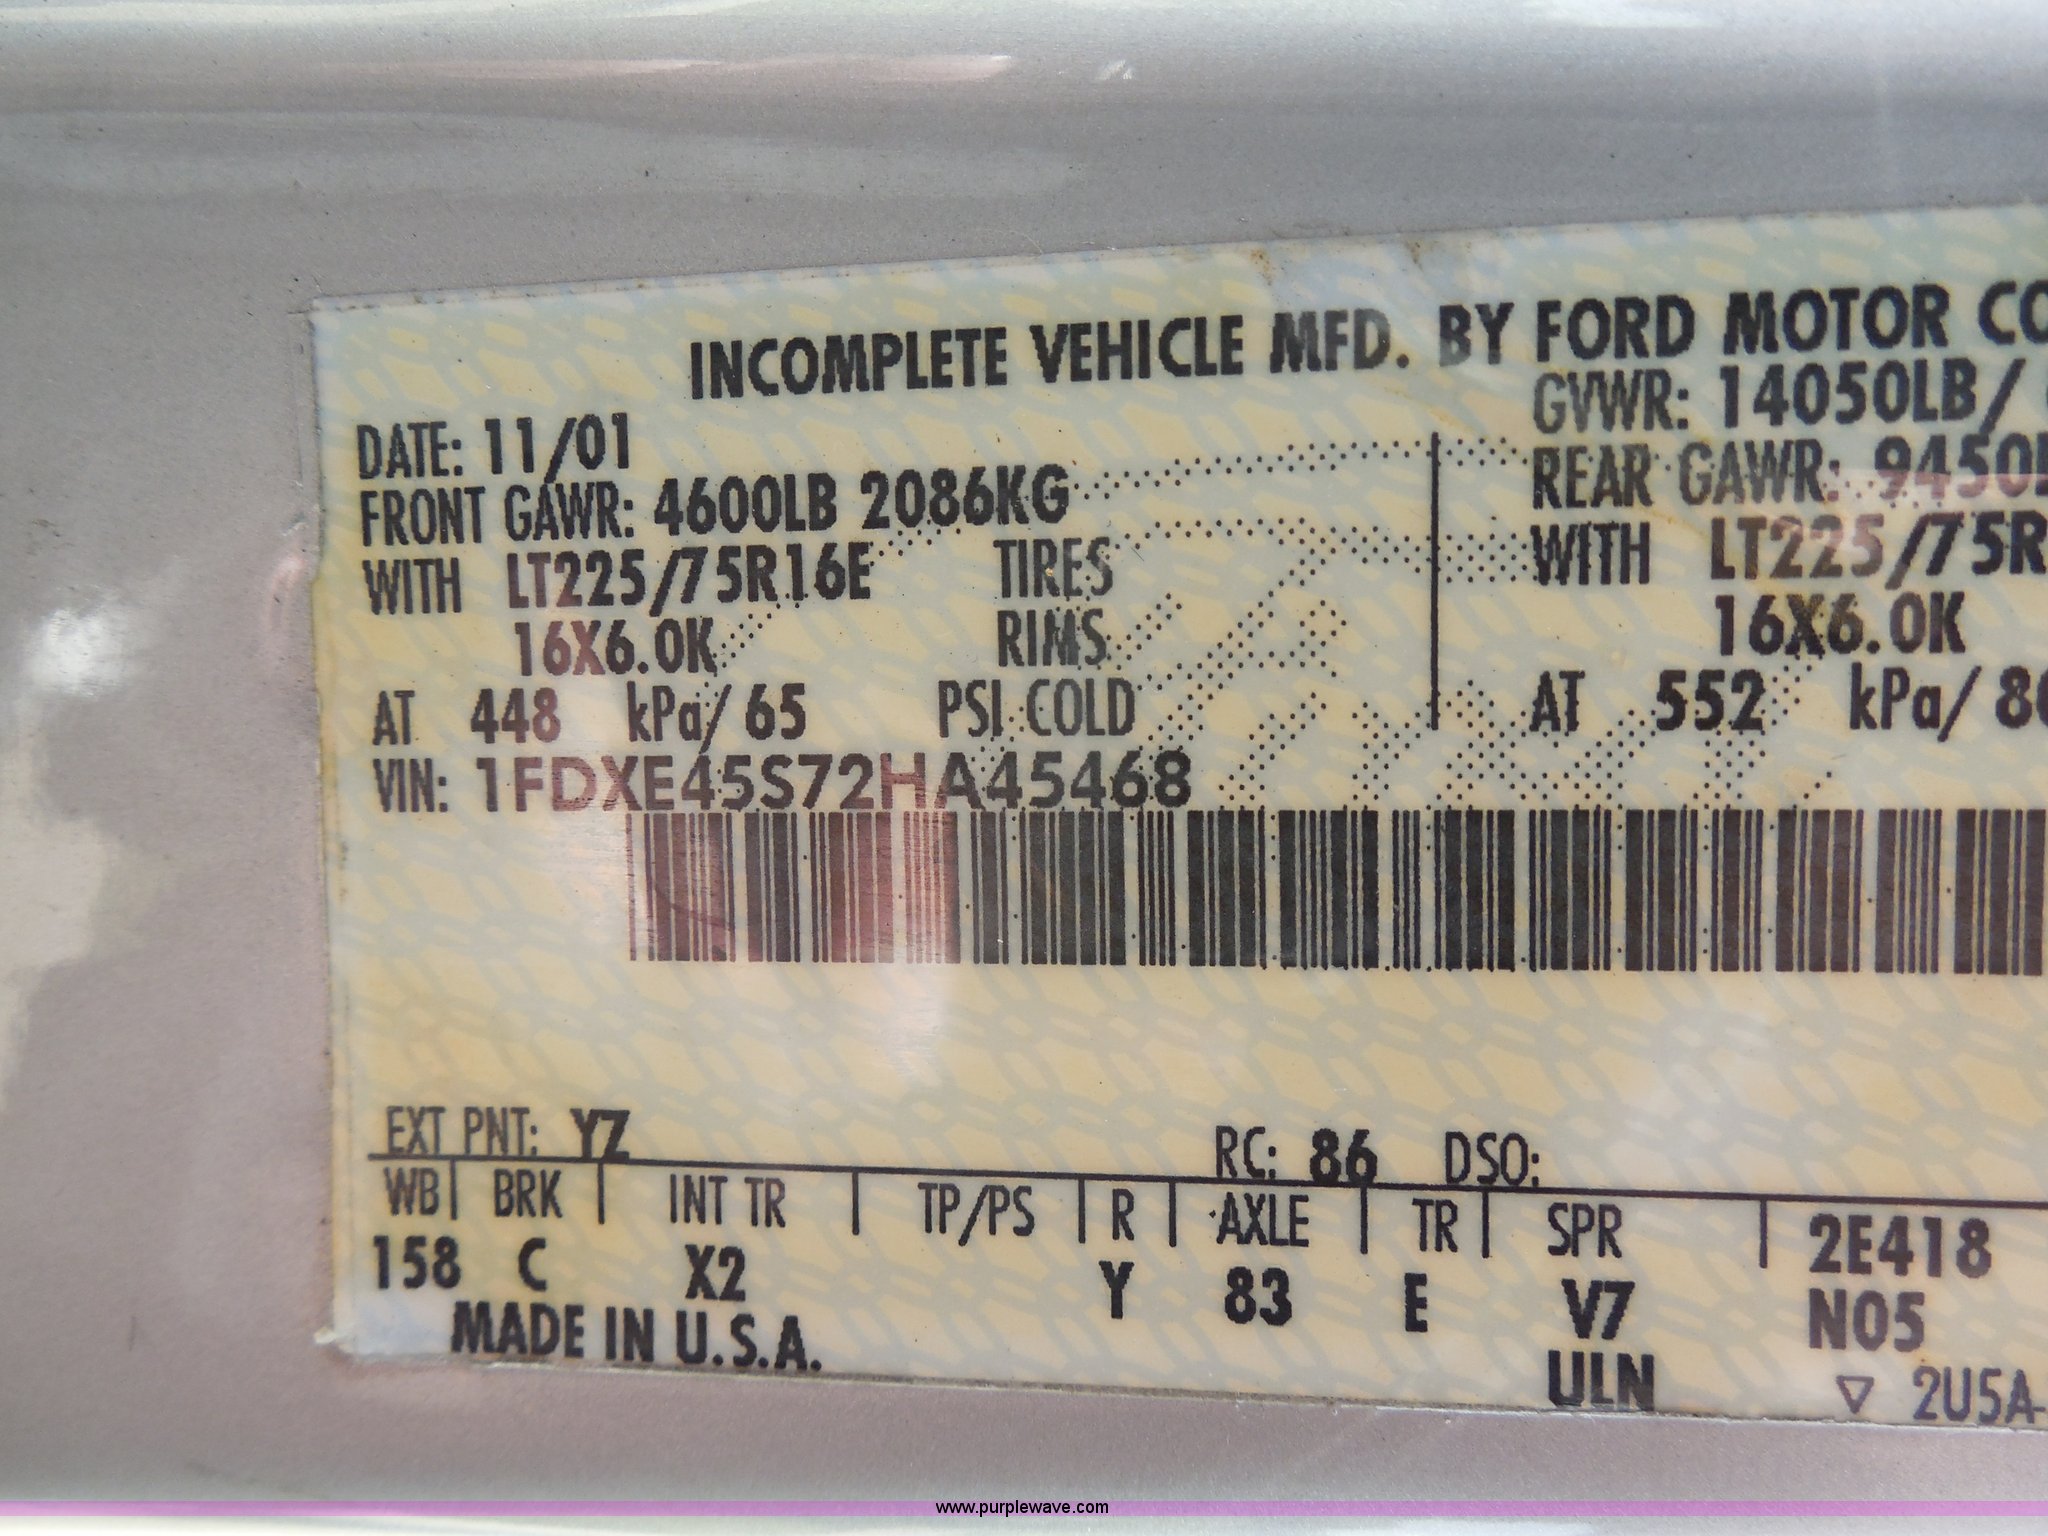 INCOMPLETE VEHICLE MFD. BY FORD MOTOR CO
DATE: 11/01 GVWR: 14050LB/
FRONT GAWR: 4600LB 2086KG REAR GAWR: 9450L
WITH LT225/75R16E TIRES WITH LT225/75R
16X6.0K RIMS 16X6.0K
AT 448 kPa/ 65 PSI COLD AT 552 kPa/ 80
VIN: 1FDXE45S72HA45468
EXT PNT: YZ RC: 86 DSO:
WB BRK INT TR TP/PS R AXLE TR SPR 2E418
158 C X2 Y 83 E V7 N05
MADE IN U.S.A. ULN ▽ 2U5A-
www.purplewave.com